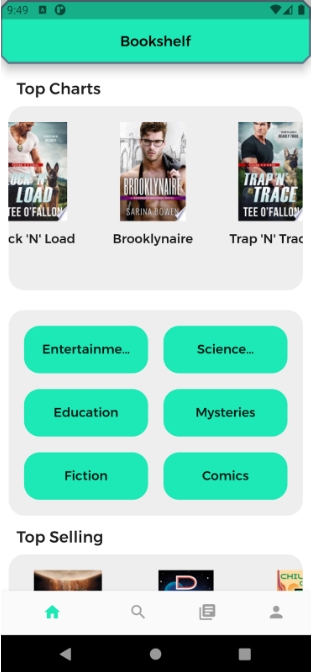 9:49
Bookshelf
Top Charts
LOAD
TEE O'FALLON
BROOKLYNAIRE
SARINA BOWEN
TRAP 'N' TRACE
TEE O'FALLON
ck 'N' Load
Brooklynaire
Trap 'N' Trac
Entertainme...
Science...
Education
Mysteries
Fiction
Comics
Top Selling